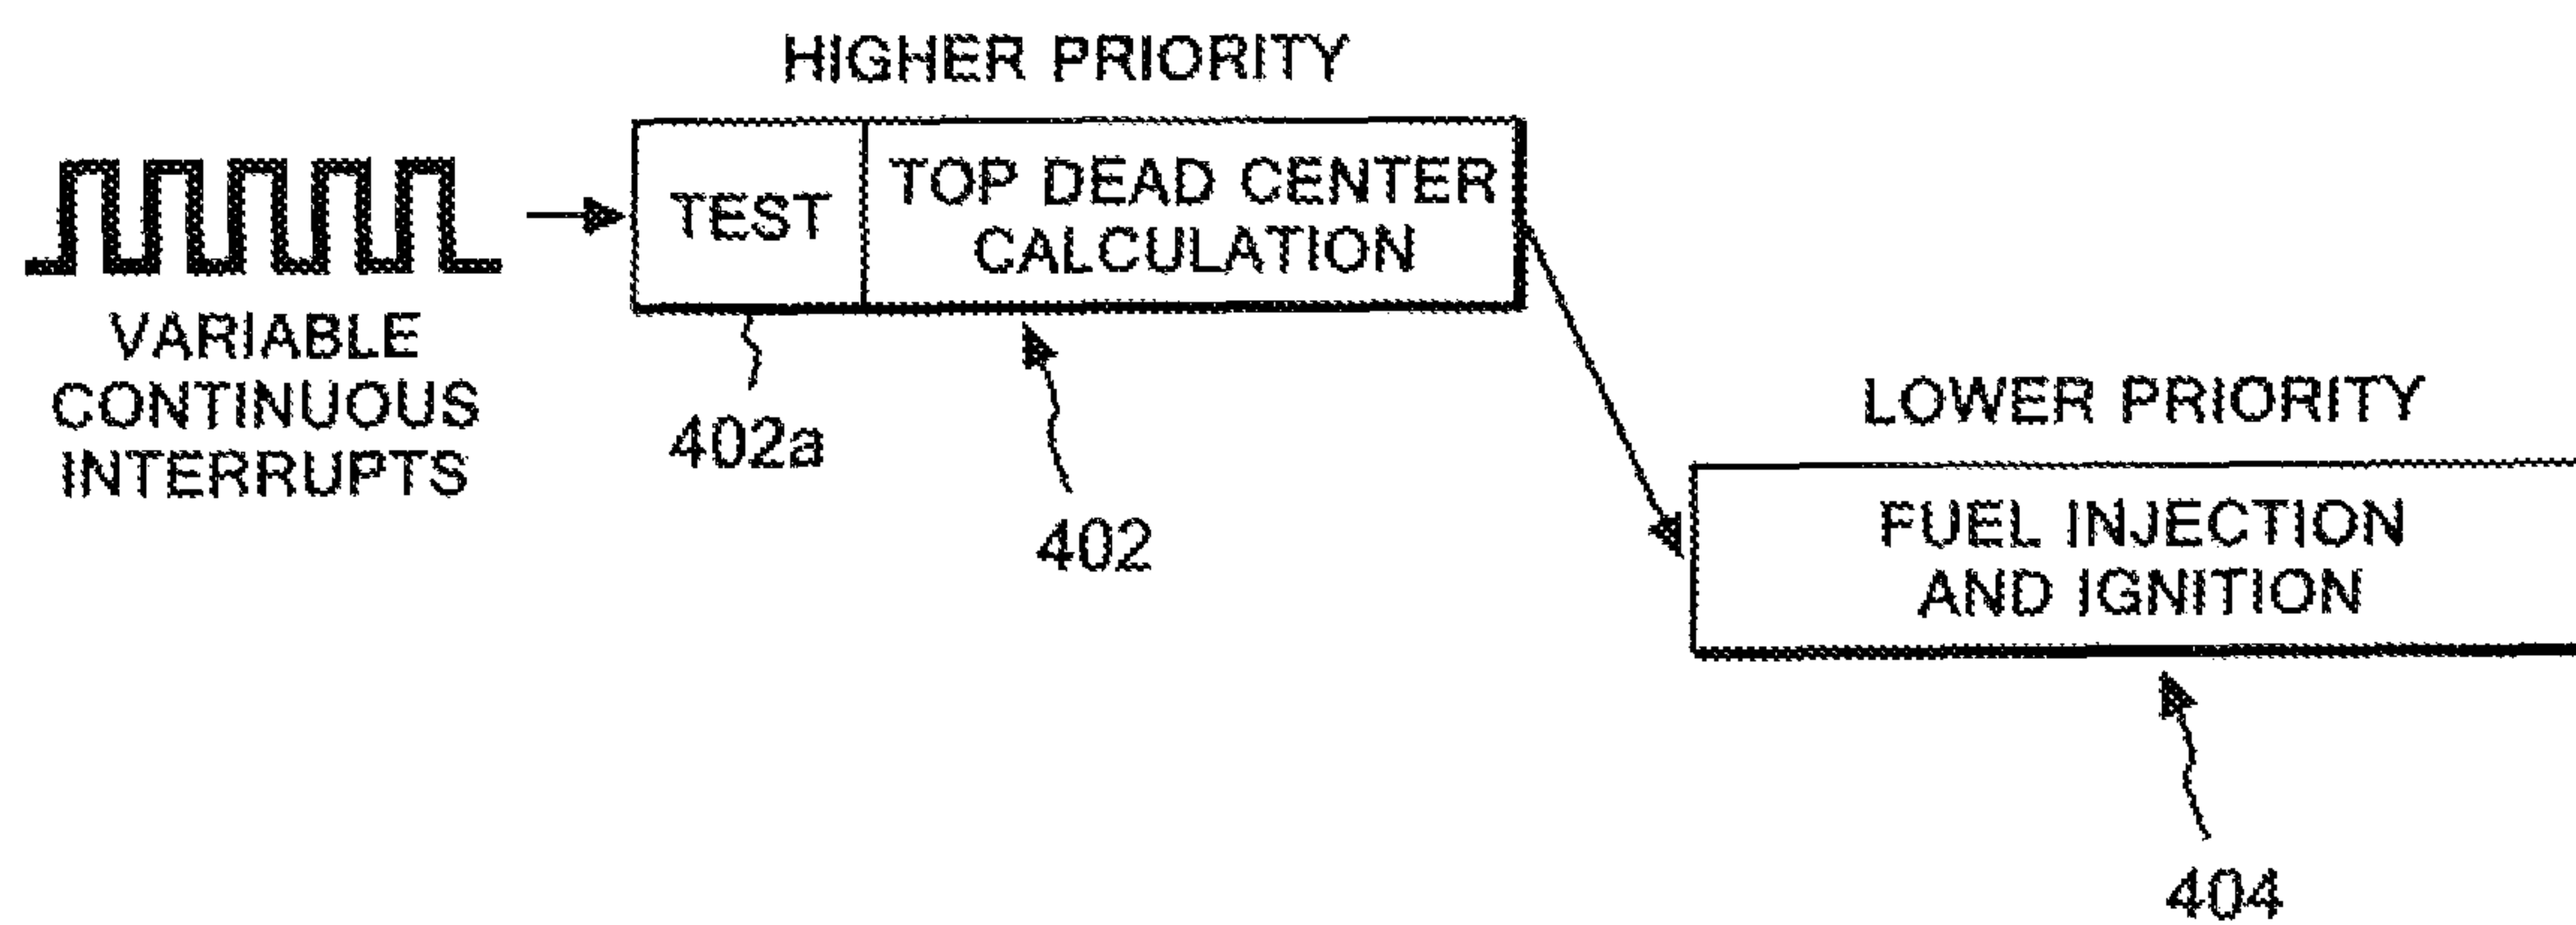 HIGHER PRIORITY
TEST
TOP DEAD CENTER
CALCULATION
VARIABLE
CONTINUOUS
INTERRUPTS
402a
402
LOWER PRIORITY
FUEL INJECTION
AND IGNITION
404